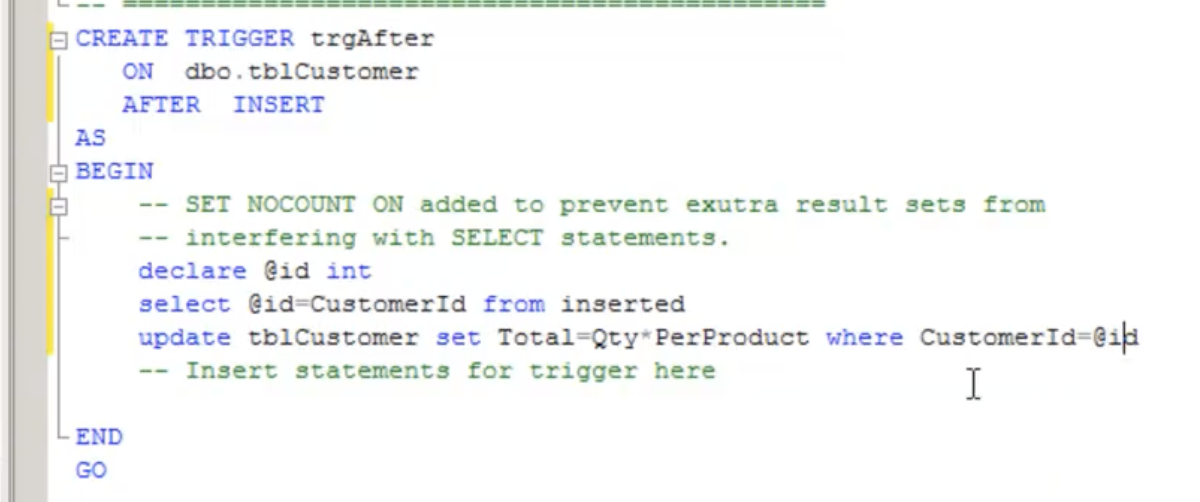 CREATE TRIGGER trgAfter
ON dbo.tblCustomer
AFTER INSERT
AS
BEGIN
-- SET NOCOUNT ON added to prevent exutra result sets from
-- interfering with SELECT statements.
declare @id int
select @id=CustomerId from inserted
update tblCustomer set Total=Qty*PerProduct where CustomerId=@id
-- Insert statements for trigger here
END
GO